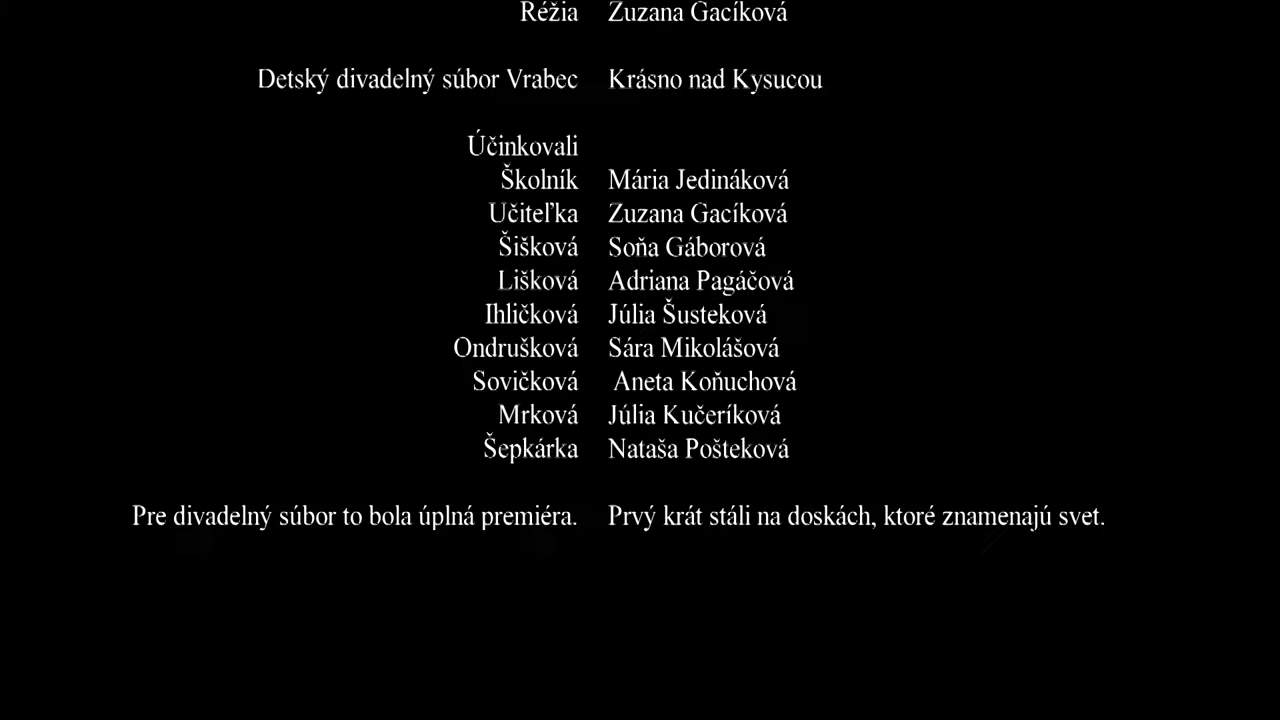 Réžia Zuzana Gacíková
Detský divadelný súbor Vrabec Krásno nad Kysucou
Účinkovali
Školník Mária Jedináková
Učiteľka Zuzana Gacíková
Šišková Soňa Gáborová
Lišková Adriana Pagáčová
Ihličková Júlia Šusteková
Ondrušková Sára Mikolášová
Sovičková Aneta Koňuchová
Mrková Júlia Kučeríková
Šepkárka Nataša Pošteková
Pre divadelný súbor to bola úplná premiéra. Prvý krát stáli na doskách, ktoré znamenajú svet.